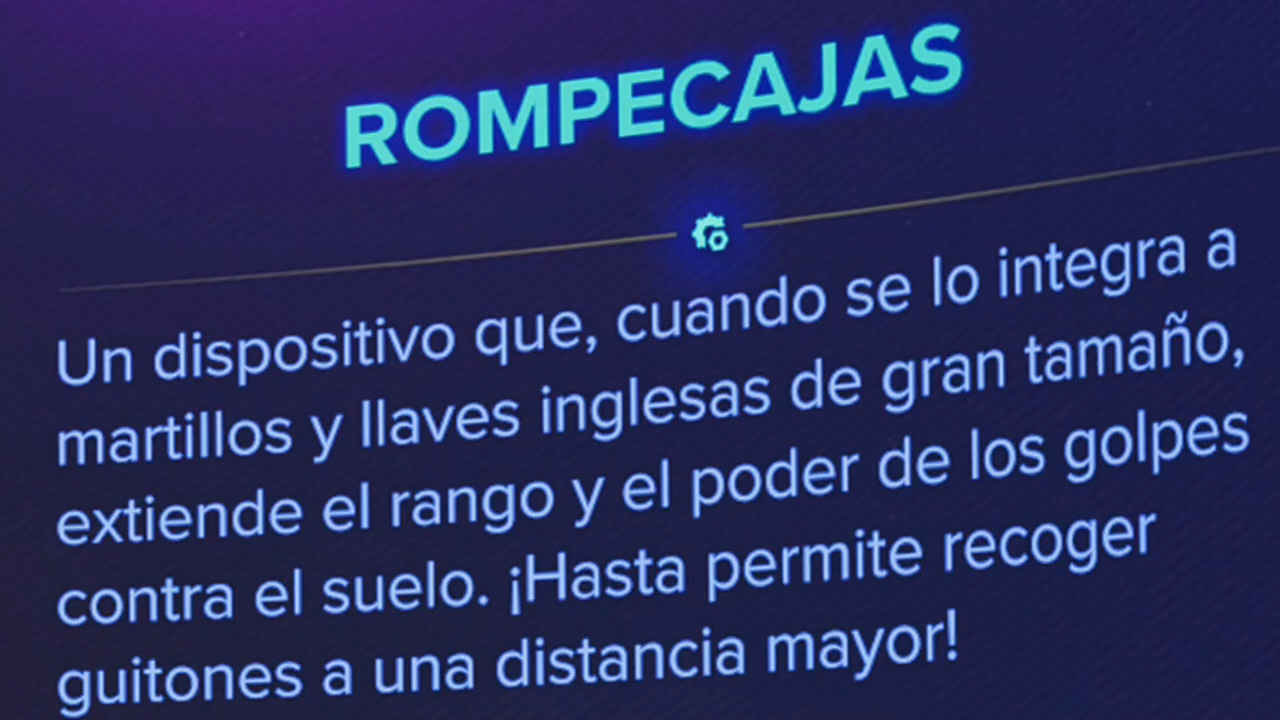 ROMPECAJAS
Un dispositivo que, cuando se lo integra a
martillos y llaves inglesas de gran tamaño,
extiende el rango y el poder de los golpes
contra el suelo. ¡Hasta permite recoger
guitones a una distancia mayor!